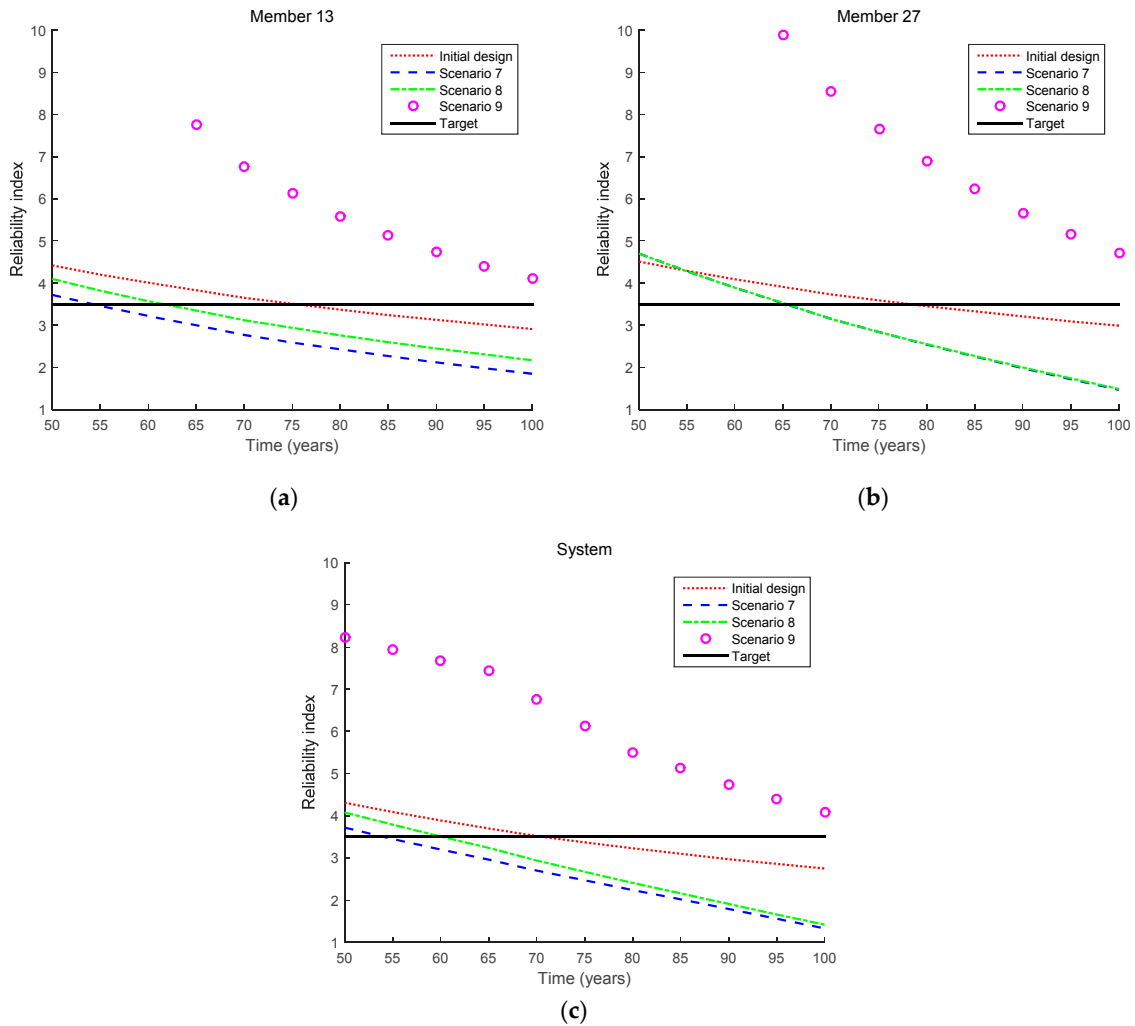 Member 13
10
9
8
7
6
5
4
3
2
1
Reliability index
Initial design
Scenario 7
Scenario 8
Scenario 9
Target
50 55 60 65 70 75 80 85 90 95 100
Time (years)
(a)
Member 27
10
9
8
7
6
5
4
3
2
1
Reliability index
Initial design
Scenario 7
Scenario 8
Scenario 9
Target
50 55 60 65 70 75 80 85 90 95 100
Time (years)
(b)
System
10
9
8
7
6
5
4
3
2
1
Reliability index
Initial design
Scenario 7
Scenario 8
Scenario 9
Target
50 55 60 65 70 75 80 85 90 95 100
Time (years)
(c)